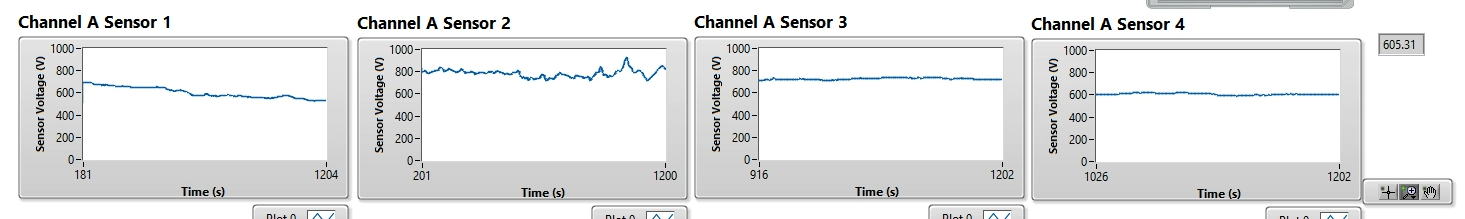 Channel A Sensor 1
Sensor Voltage (V)
1000
800
600
400
200
0
181
1204
Time (s)
Plot 0
Channel A Sensor 2
Sensor Voltage (V)
1000
800
600
400
200
0
201
1200
Time (s)
Plot 0
Channel A Sensor 3
Sensor Voltage (V)
1000
800
600
400
200
0
916
1202
Time (s)
Plot 0
Channel A Sensor 4
Sensor Voltage (V)
1000
800
600
400
200
0
1026
1202
Time (s)
Plot 0
605.31